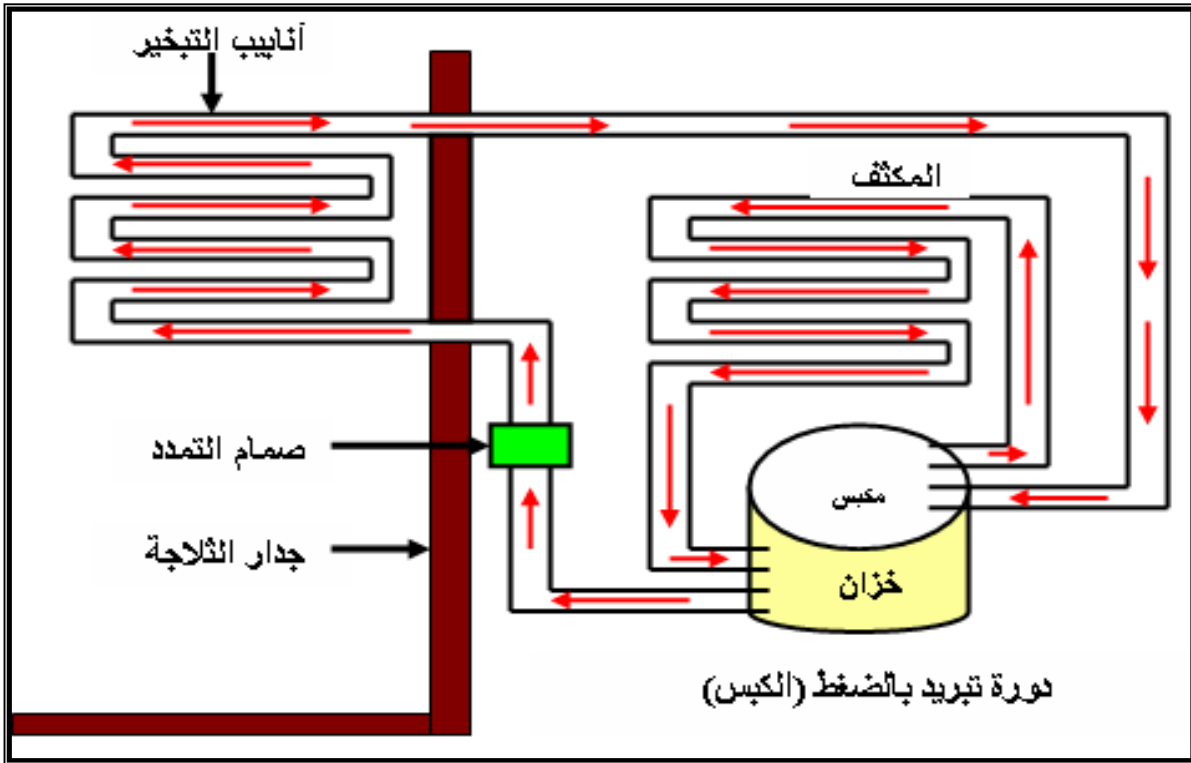 أنابيب التبخير
المكثف
صمام التمدد
مكبس
جدار الثلاجة
خزان
دورة تبريد بالضغط (الكبس)